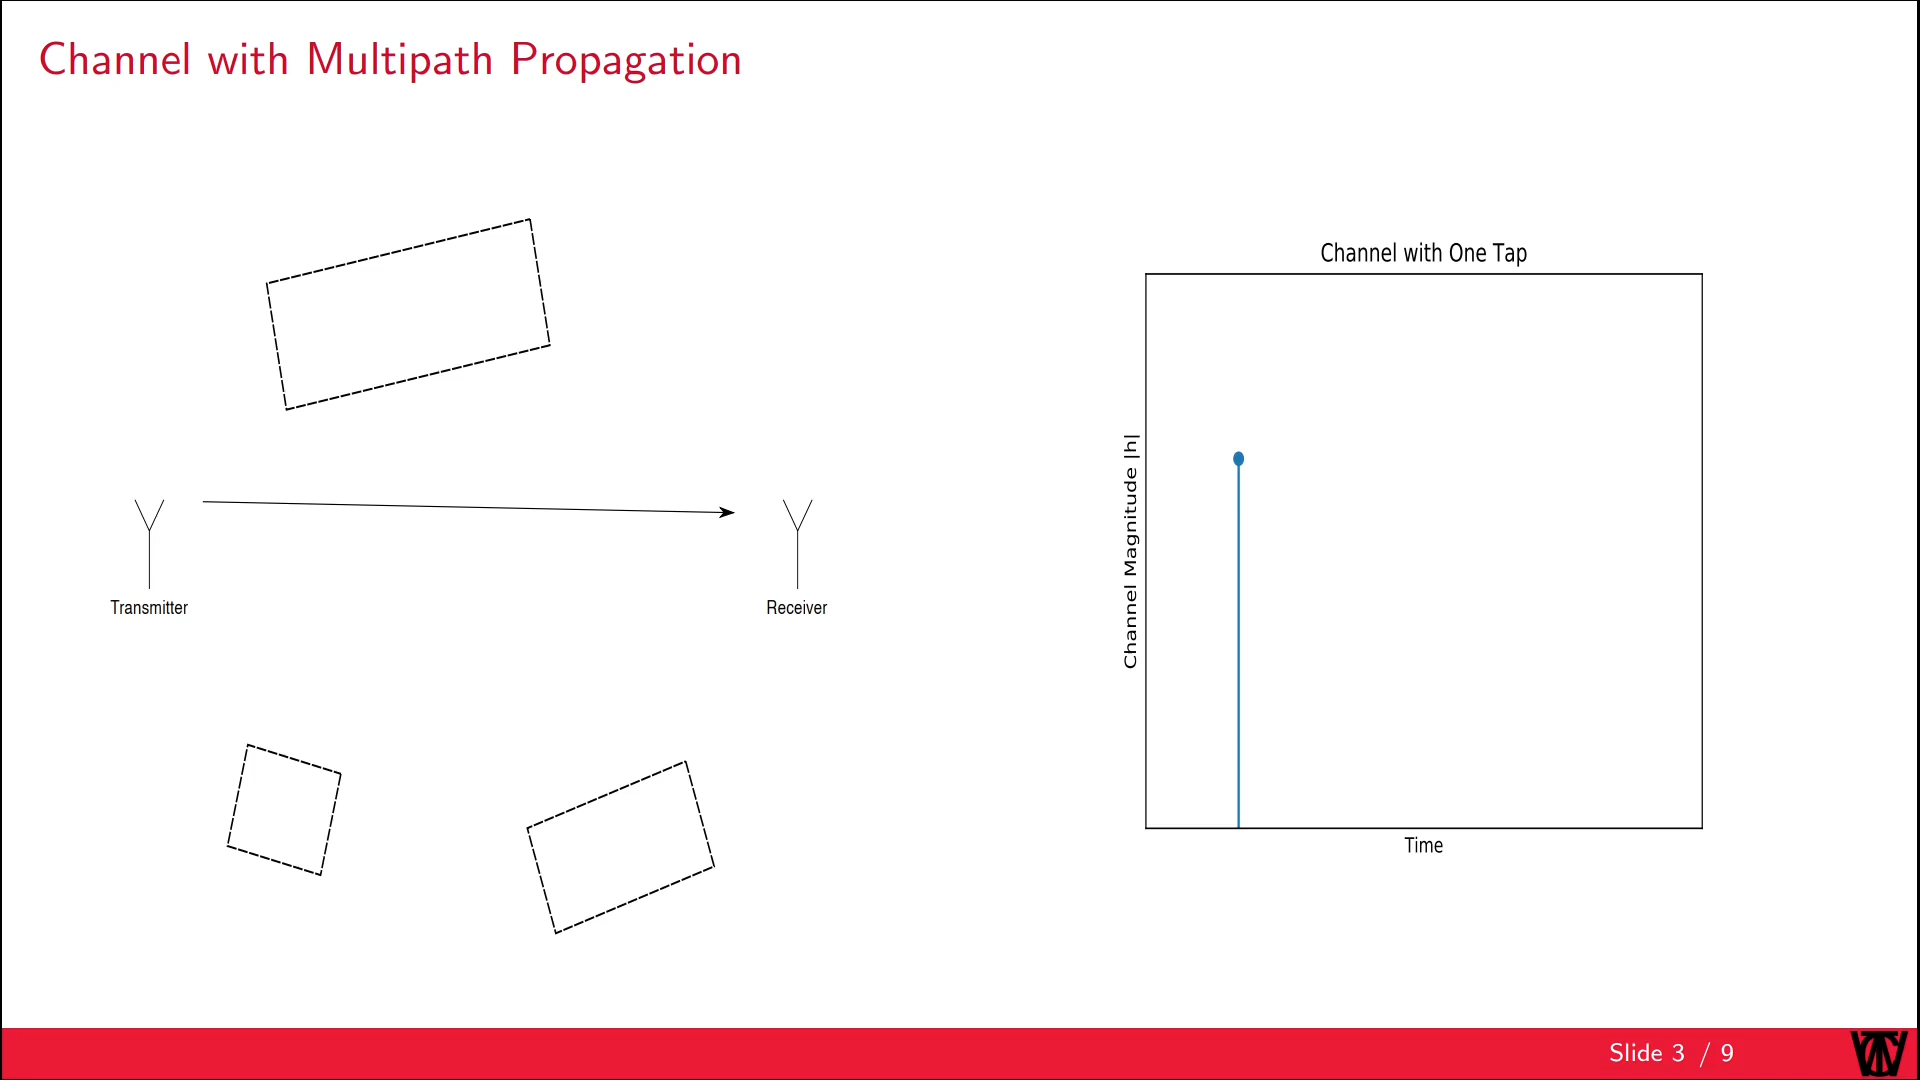 Channel with Multipath Propagation
Transmitter
Receiver
Channel with One Tap
Channel Magnitude |h|
Time
Slide 3 / 9